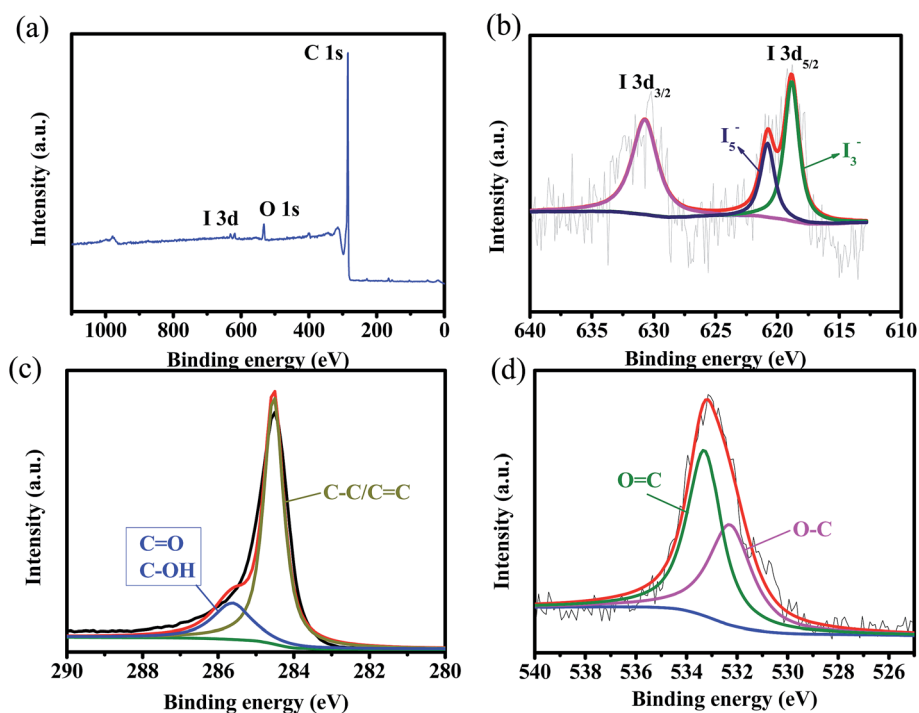 (a)
C 1s
I 3d
O 1s
Intensity (a.u.)
1000 800 600 400 200 0
Binding energy (eV)
(b)
I 3d5/2
I 3d3/2
I5-
I3-
Intensity (a.u.)
640 635 630 625 620 615 610
Binding energy (eV)
(c)
C-C/C=C
C=O
C-OH
Intensity (a.u.)
290 288 286 284 282 280
Binding energy (eV)
(d)
O=C
O-C
Intensity (a.u.)
540 538 536 534 532 530 528 526
Binding energy (eV)